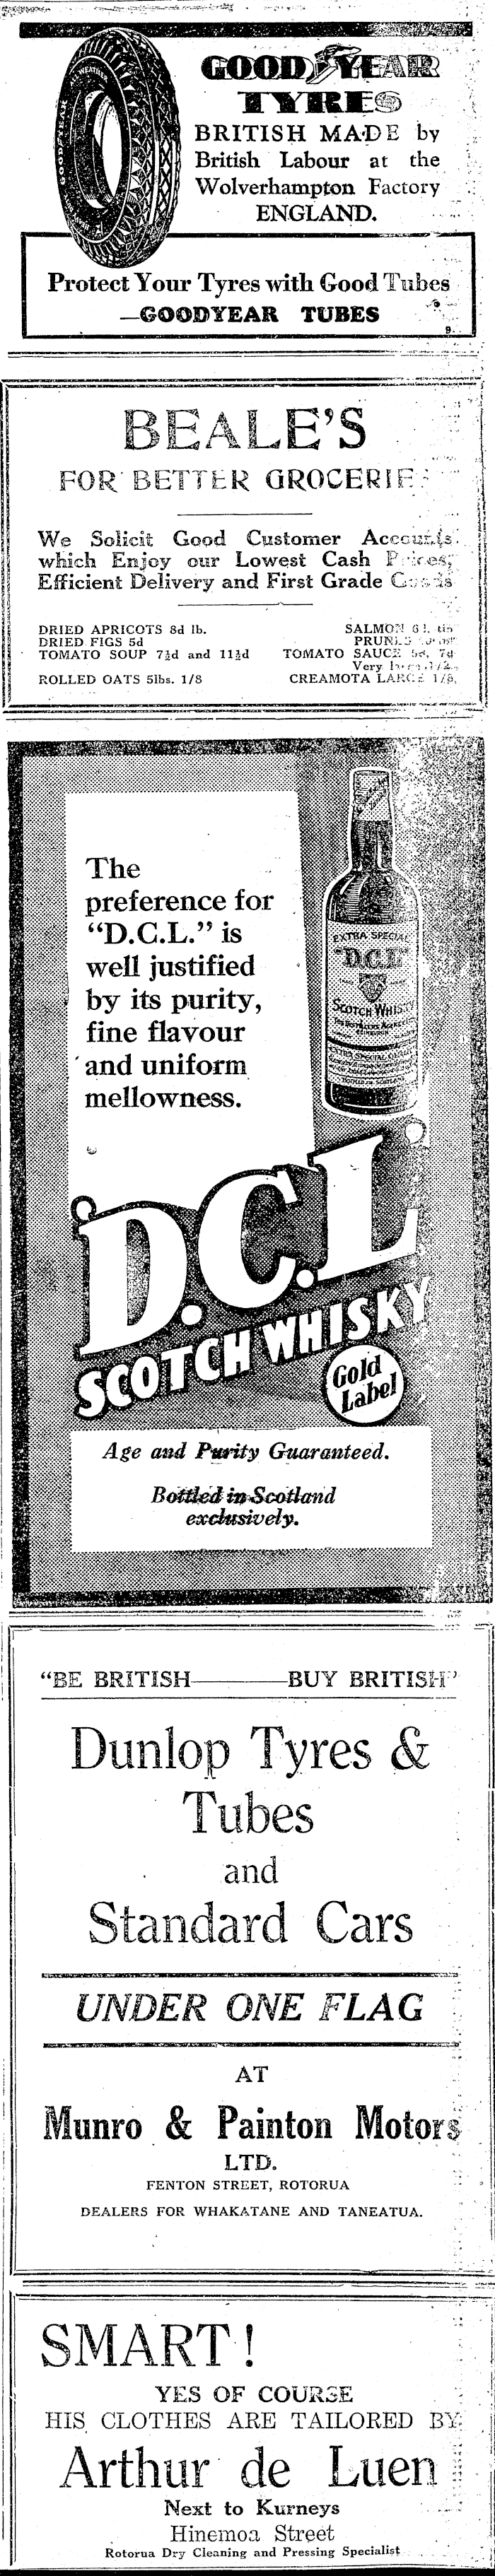 GOODYEAR
TYRES
BRITISH MADE by
British Labour at the
Wolverhampton Factory
ENGLAND.
Protect Your Tyres with Good Tubes
—GOODYEAR TUBES
9.
BEALE'S
FOR BETTER GROCERIE
We Solicit Good Customer Accounts
which Enjoy our Lowest Cash Prices,
Efficient Delivery and First Grade Goods
DRIED APRICOTS 8d lb.
DRIED FIGS 5d
TOMATO SOUP 7½d and 11½d
ROLLED OATS 5lbs. 1/8
SALMON
PRUNES
TOMATO SAUCE 7d
Very
CREAMOTA LARGE
The
preference for
"D.C.L." is
well justified
by its purity,
fine flavour
and uniform
mellowness.
EXTRA SPECIAL
"D.C.L"
SCOTCH WHISKY
D.C.L.
SCOTCH WHISKY
Gold
Label
Age and Purity Guaranteed.
Bottled in Scotland
exclusively.
"BE BRITISH———BUY BRITISH"
Dunlop Tyres &
Tubes
and
Standard Cars
UNDER ONE FLAG
AT
Munro & Painton Motors
LTD.
FENTON STREET, ROTORUA
DEALERS FOR WHAKATANE AND TANEATUA.
SMART!
YES OF COURSE
HIS CLOTHES ARE TAILORED BY
Arthur de Luen
Next to Kurneys
Hinemoa Street
Rotorua Dry Cleaning and Pressing Specialist